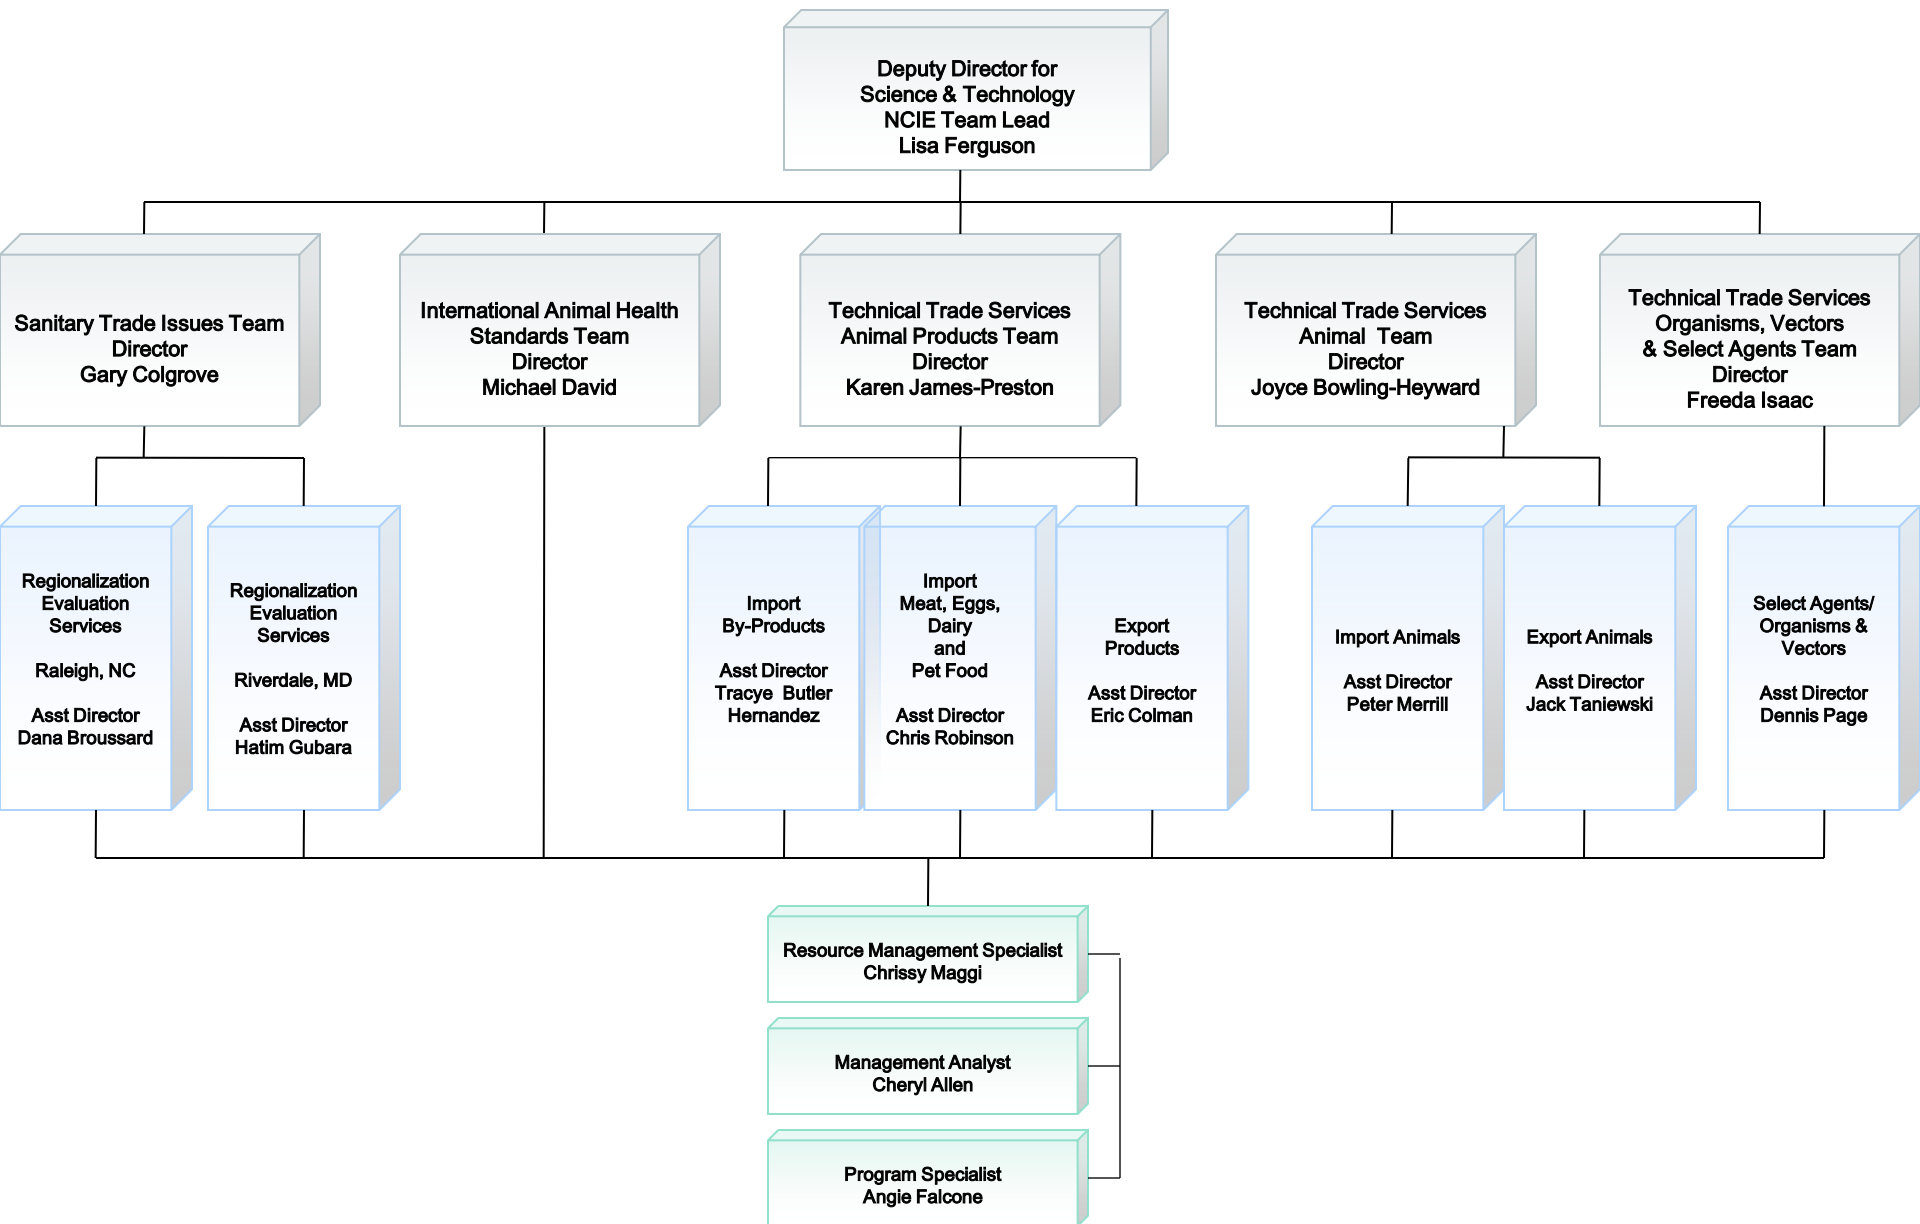 Deputy Director for
Science & Technology
NCIE Team Lead
Lisa Ferguson
Sanitary Trade Issues Team
Director
Gary Colgrove
International Animal Health
Standards Team
Director
Michael David
Technical Trade Services
Animal Products Team
Director
Karen James-Preston
Technical Trade Services
Animal  Team
Director
Joyce Bowling-Heyward
Technical Trade Services
Organisms, Vectors
& Select Agents Team
Director
Freeda Isaac
Regionalization
Evaluation
Services
Raleigh, NC
Asst Director
Dana Broussard
Regionalization
Evaluation
Services
Riverdale, MD
Asst Director
Hatim Gubara
Import
By-Products
Asst Director
Tracye  Butler
Hernandez
Import
Meat, Eggs,
Dairy
and
Pet Food
Asst Director
Chris Robinson
Export
Products
Asst Director
Eric Colman
Import Animals
Asst Director
Peter Merrill
Export Animals
Asst Director
Jack Taniewski
Select Agents/
Organisms &
Vectors
Asst Director
Dennis Page
Resource Management Specialist
Chrissy Maggi
Management Analyst
Cheryl Allen
Program Specialist
Angie Falcone